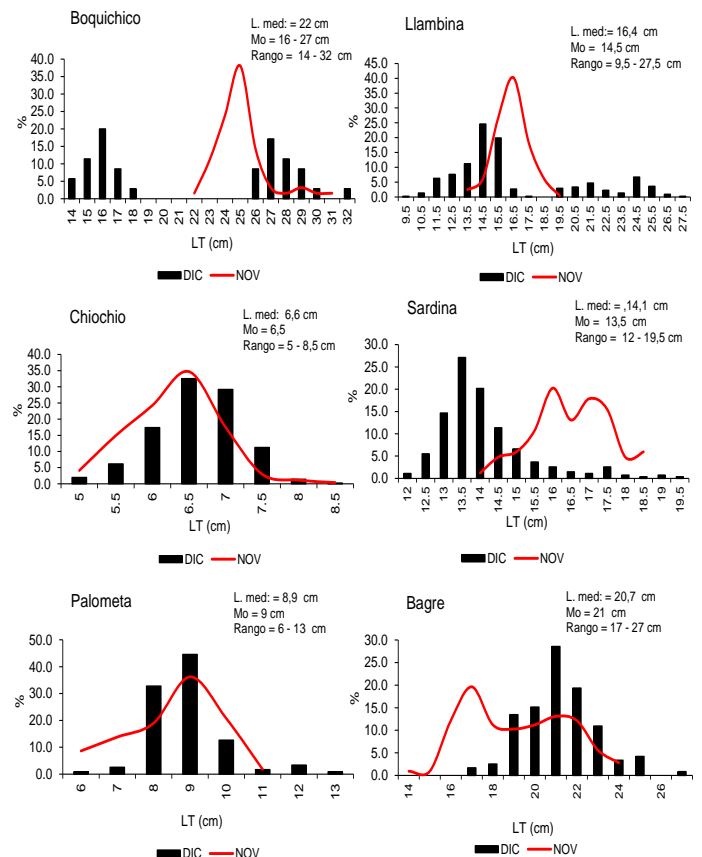 Boquichico
L. med: = 22 cm
Mo = 16 - 27 cm
Rango = 14 - 32 cm
40.0
35.0
30.0
25.0
20.0
15.0
10.0
5.0
0.0
%
14 15 16 17 18 19 20 21 22 23 24 25 26 27 28 29 30 31 32
LT (cm)
DIC NOV
Llambina
L. med:= 16,4 cm
Mo = 14,5 cm
Rango = 9,5 - 27,5 cm
45.0
40.0
35.0
30.0
25.0
20.0
15.0
10.0
5.0
0.0
%
9.5 10.5 11.5 12.5 13.5 14.5 15.5 16.5 17.5 18.5 19.5 20.5 21.5 22.5 23.5 24.5 25.5 26.5 27.5
LT (cm)
DIC NOV
Chiochio
L. med: 6,6 cm
Mo = 6,5
Rango = 5 - 8,5 cm
40.0
35.0
30.0
25.0
20.0
15.0
10.0
5.0
0.0
%
5 5.5 6 6.5 7 7.5 8 8.5
LT (cm)
DIC NOV
Sardina
L. med: = ,14,1 cm
Mo = 13,5 cm
Rango = 12 - 19,5 cm
30.0
25.0
20.0
15.0
10.0
5.0
0.0
%
12 12.5 13 13.5 14 14.5 15 15.5 16 16.5 17 17.5 18 18.5 19 19.5
LT (cm)
DIC NOV
Palometa
L. med: = 8,9 cm
Mo = 9 cm
Rango = 6 - 13 cm
50.0
40.0
30.0
20.0
10.0
0.0
%
6 7 8 9 10 11 12 13
LT (cm)
DIC NOV
Bagre
L. med: = 20,7 cm
Mo = 21 cm
Rango = 17 - 27 cm
30.0
25.0
20.0
15.0
10.0
5.0
0.0
%
14 16 18 20 22 24 26
LT (cm)
DIC NOV